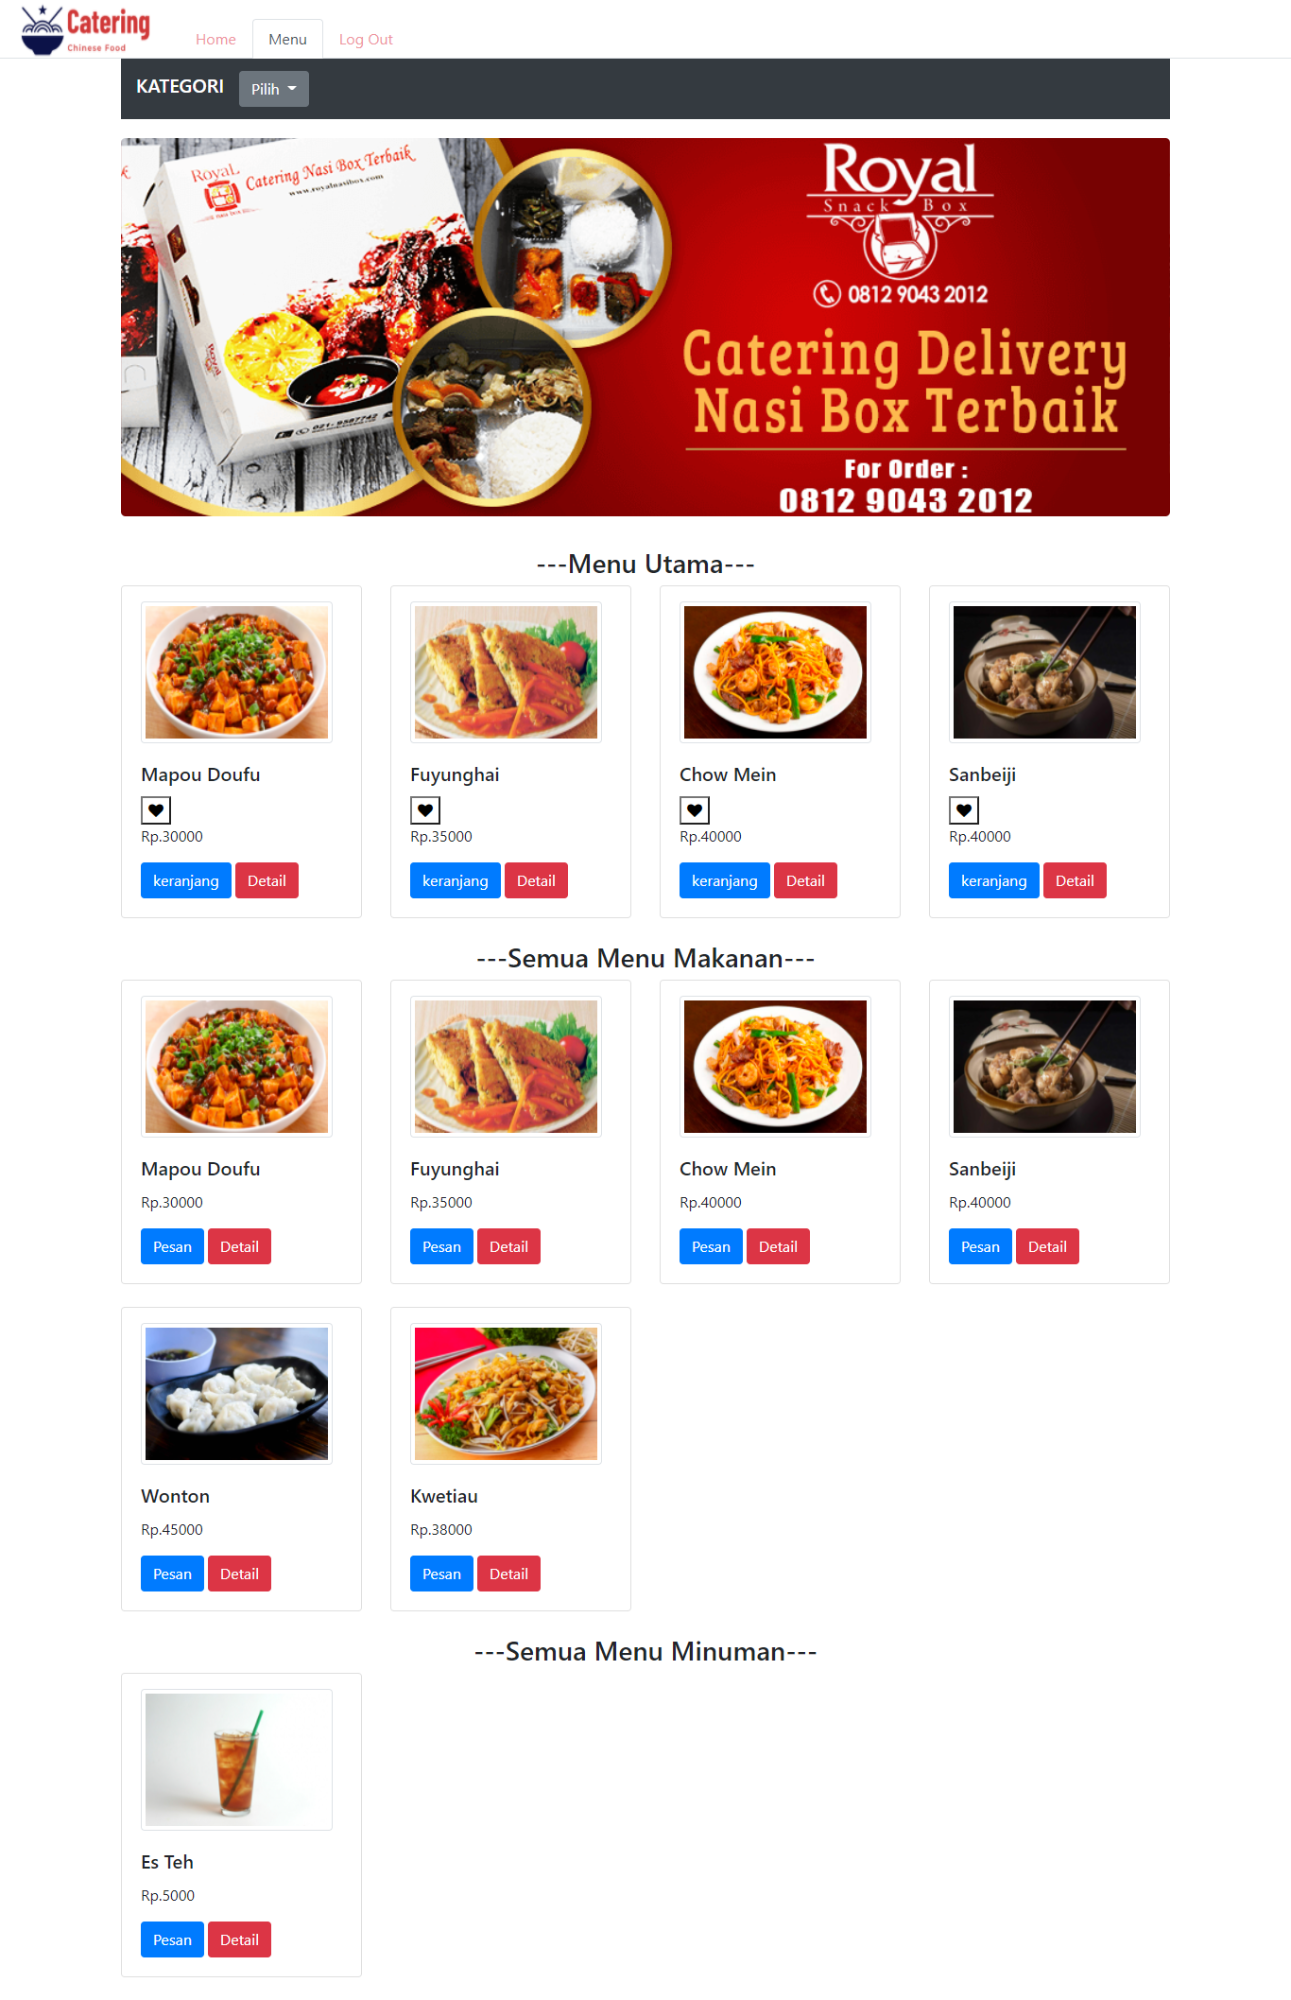 Catering
Chinese Food
Home
Menu
Log Out
KATEGORI
Pilih
Royal
Catering Nasi Box Terbaik
www.royalnasibox.com
Royal
Snack Box
0812 9043 2012
Catering Delivery
Nasi Box Terbaik
For Order :
0812 9043 2012
---Menu Utama---
Mapou Doufu
Rp.30000
keranjang
Detail
Fuyunghai
Rp.35000
keranjang
Detail
Chow Mein
Rp.40000
keranjang
Detail
Sanbeiji
Rp.40000
keranjang
Detail
---Semua Menu Makanan---
Mapou Doufu
Rp.30000
Pesan
Detail
Fuyunghai
Rp.35000
Pesan
Detail
Chow Mein
Rp.40000
Pesan
Detail
Sanbeiji
Rp.40000
Pesan
Detail
Wonton
Rp.45000
Pesan
Detail
Kwetiau
Rp.38000
Pesan
Detail
---Semua Menu Minuman---
Es Teh
Rp.5000
Pesan
Detail